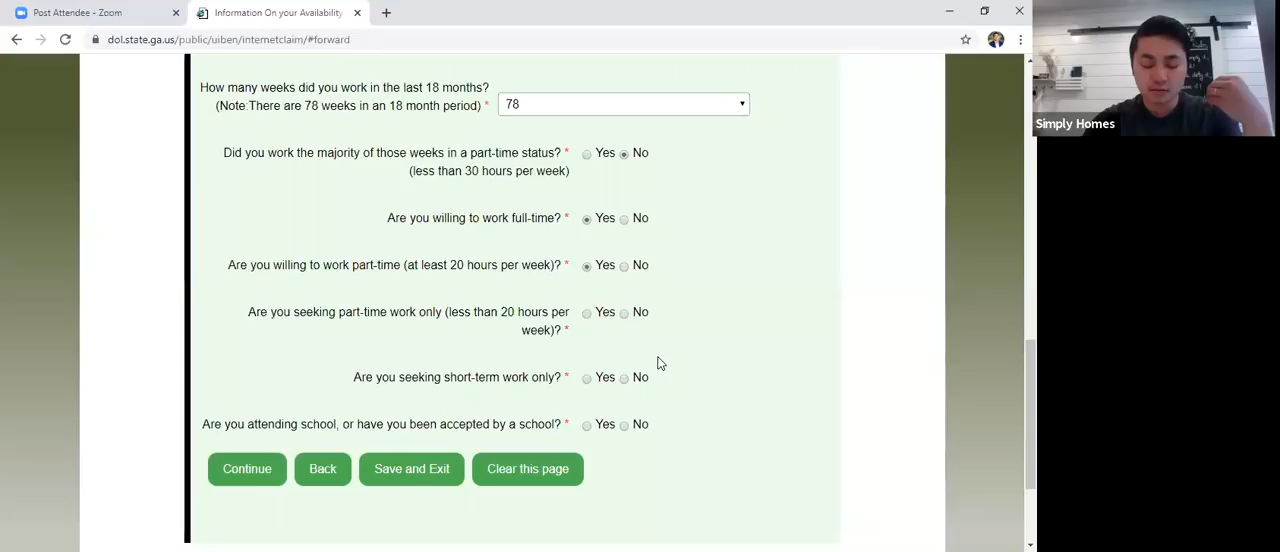 Post Attendee - Zoom
Information On your Availability
dol.state.ga.us/public/uiben/internetclaim/#forward
How many weeks did you work in the last 18 months?
(Note:There are 78 weeks in an 18 month period) * 78
Did you work the majority of those weeks in a part-time status? * Yes No
(less than 30 hours per week)
Are you willing to work full-time? * Yes No
Are you willing to work part-time (at least 20 hours per week)? * Yes No
Are you seeking part-time work only (less than 20 hours per Yes No
week)? *
Are you seeking short-term work only? * Yes No
Are you attending school, or have you been accepted by a school? * Yes No
Continue Back Save and Exit Clear this page
Simply Homes